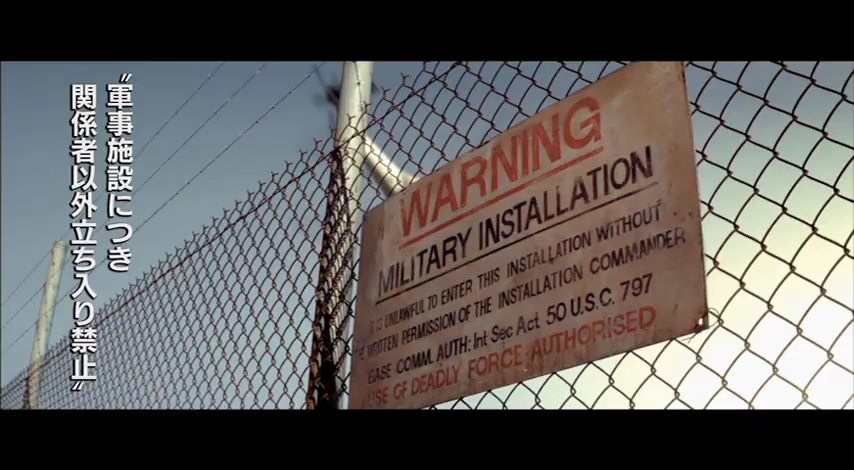 〝軍事施設につき
関係者以外立ち入り禁止〟
WARNING
MILITARY INSTALLATION
IT IS UNLAWFUL TO ENTER THIS INSTALLATION WITHOUT
WRITTEN PERMISSION OF THE INSTALLATION COMMANDER
BASE COMM. AUTH: Int Sec Act 50 U.S.C. 797
USE OF DEADLY FORCE AUTHORISED